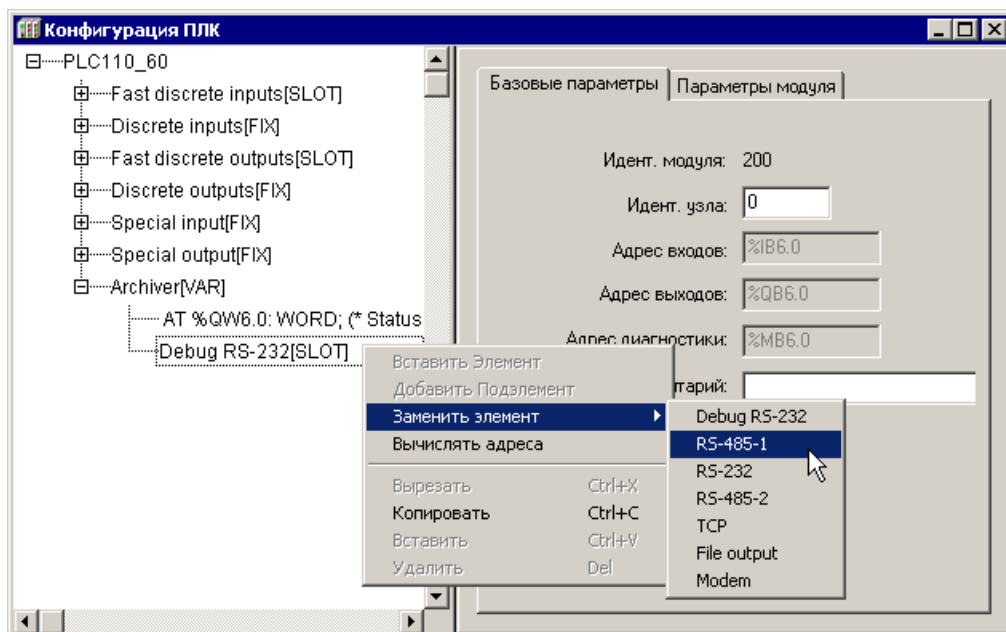 Конфигурация ПЛК
PLC110_60
Fast discrete inputs[SLOT]
Discrete inputs[FIX]
Fast discrete outputs[SLOT]
Discrete outputs[FIX]
Special input[FIX]
Special output[FIX]
Archiver[VAR]
AT %QW6.0: WORD; (* Status
Debug RS-232[SLOT]
Базовые параметры
Параметры модуля
Идент. модуля: 200
Идент. узла: 0
Адрес входов: %IB6.0
Адрес выходов: %QB6.0
Адрес диагностики: %MB6.0
тарий:
Вставить Элемент
Добавить Подэлемент
Заменить элемент
Вычислять адреса
Вырезать Ctrl+X
Копировать Ctrl+C
Вставить Ctrl+V
Удалить Del
Debug RS-232
RS-485-1
RS-232
RS-485-2
TCP
File output
Modem